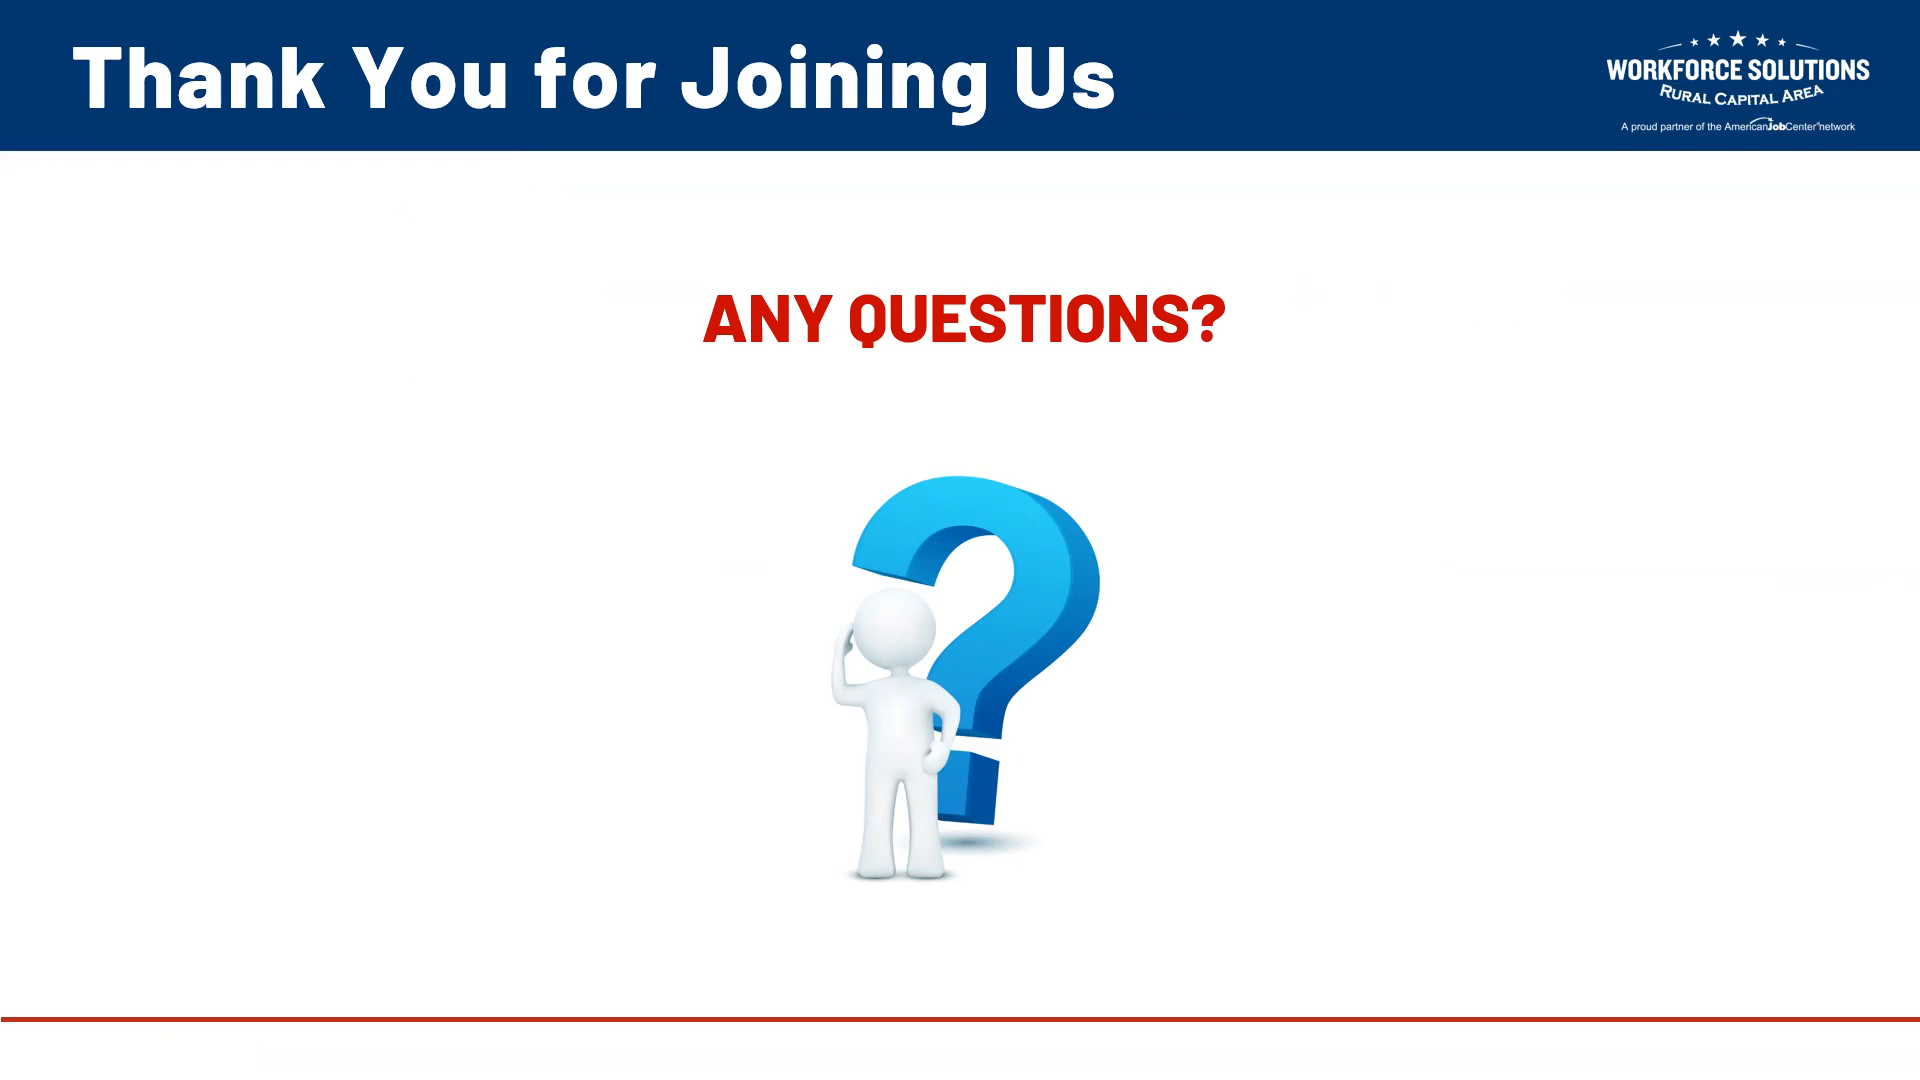 Thank You for Joining Us
WORKFORCE SOLUTIONS
RURAL CAPITAL AREA
A proud partner of the AmericanJobCenter®network
ANY QUESTIONS?